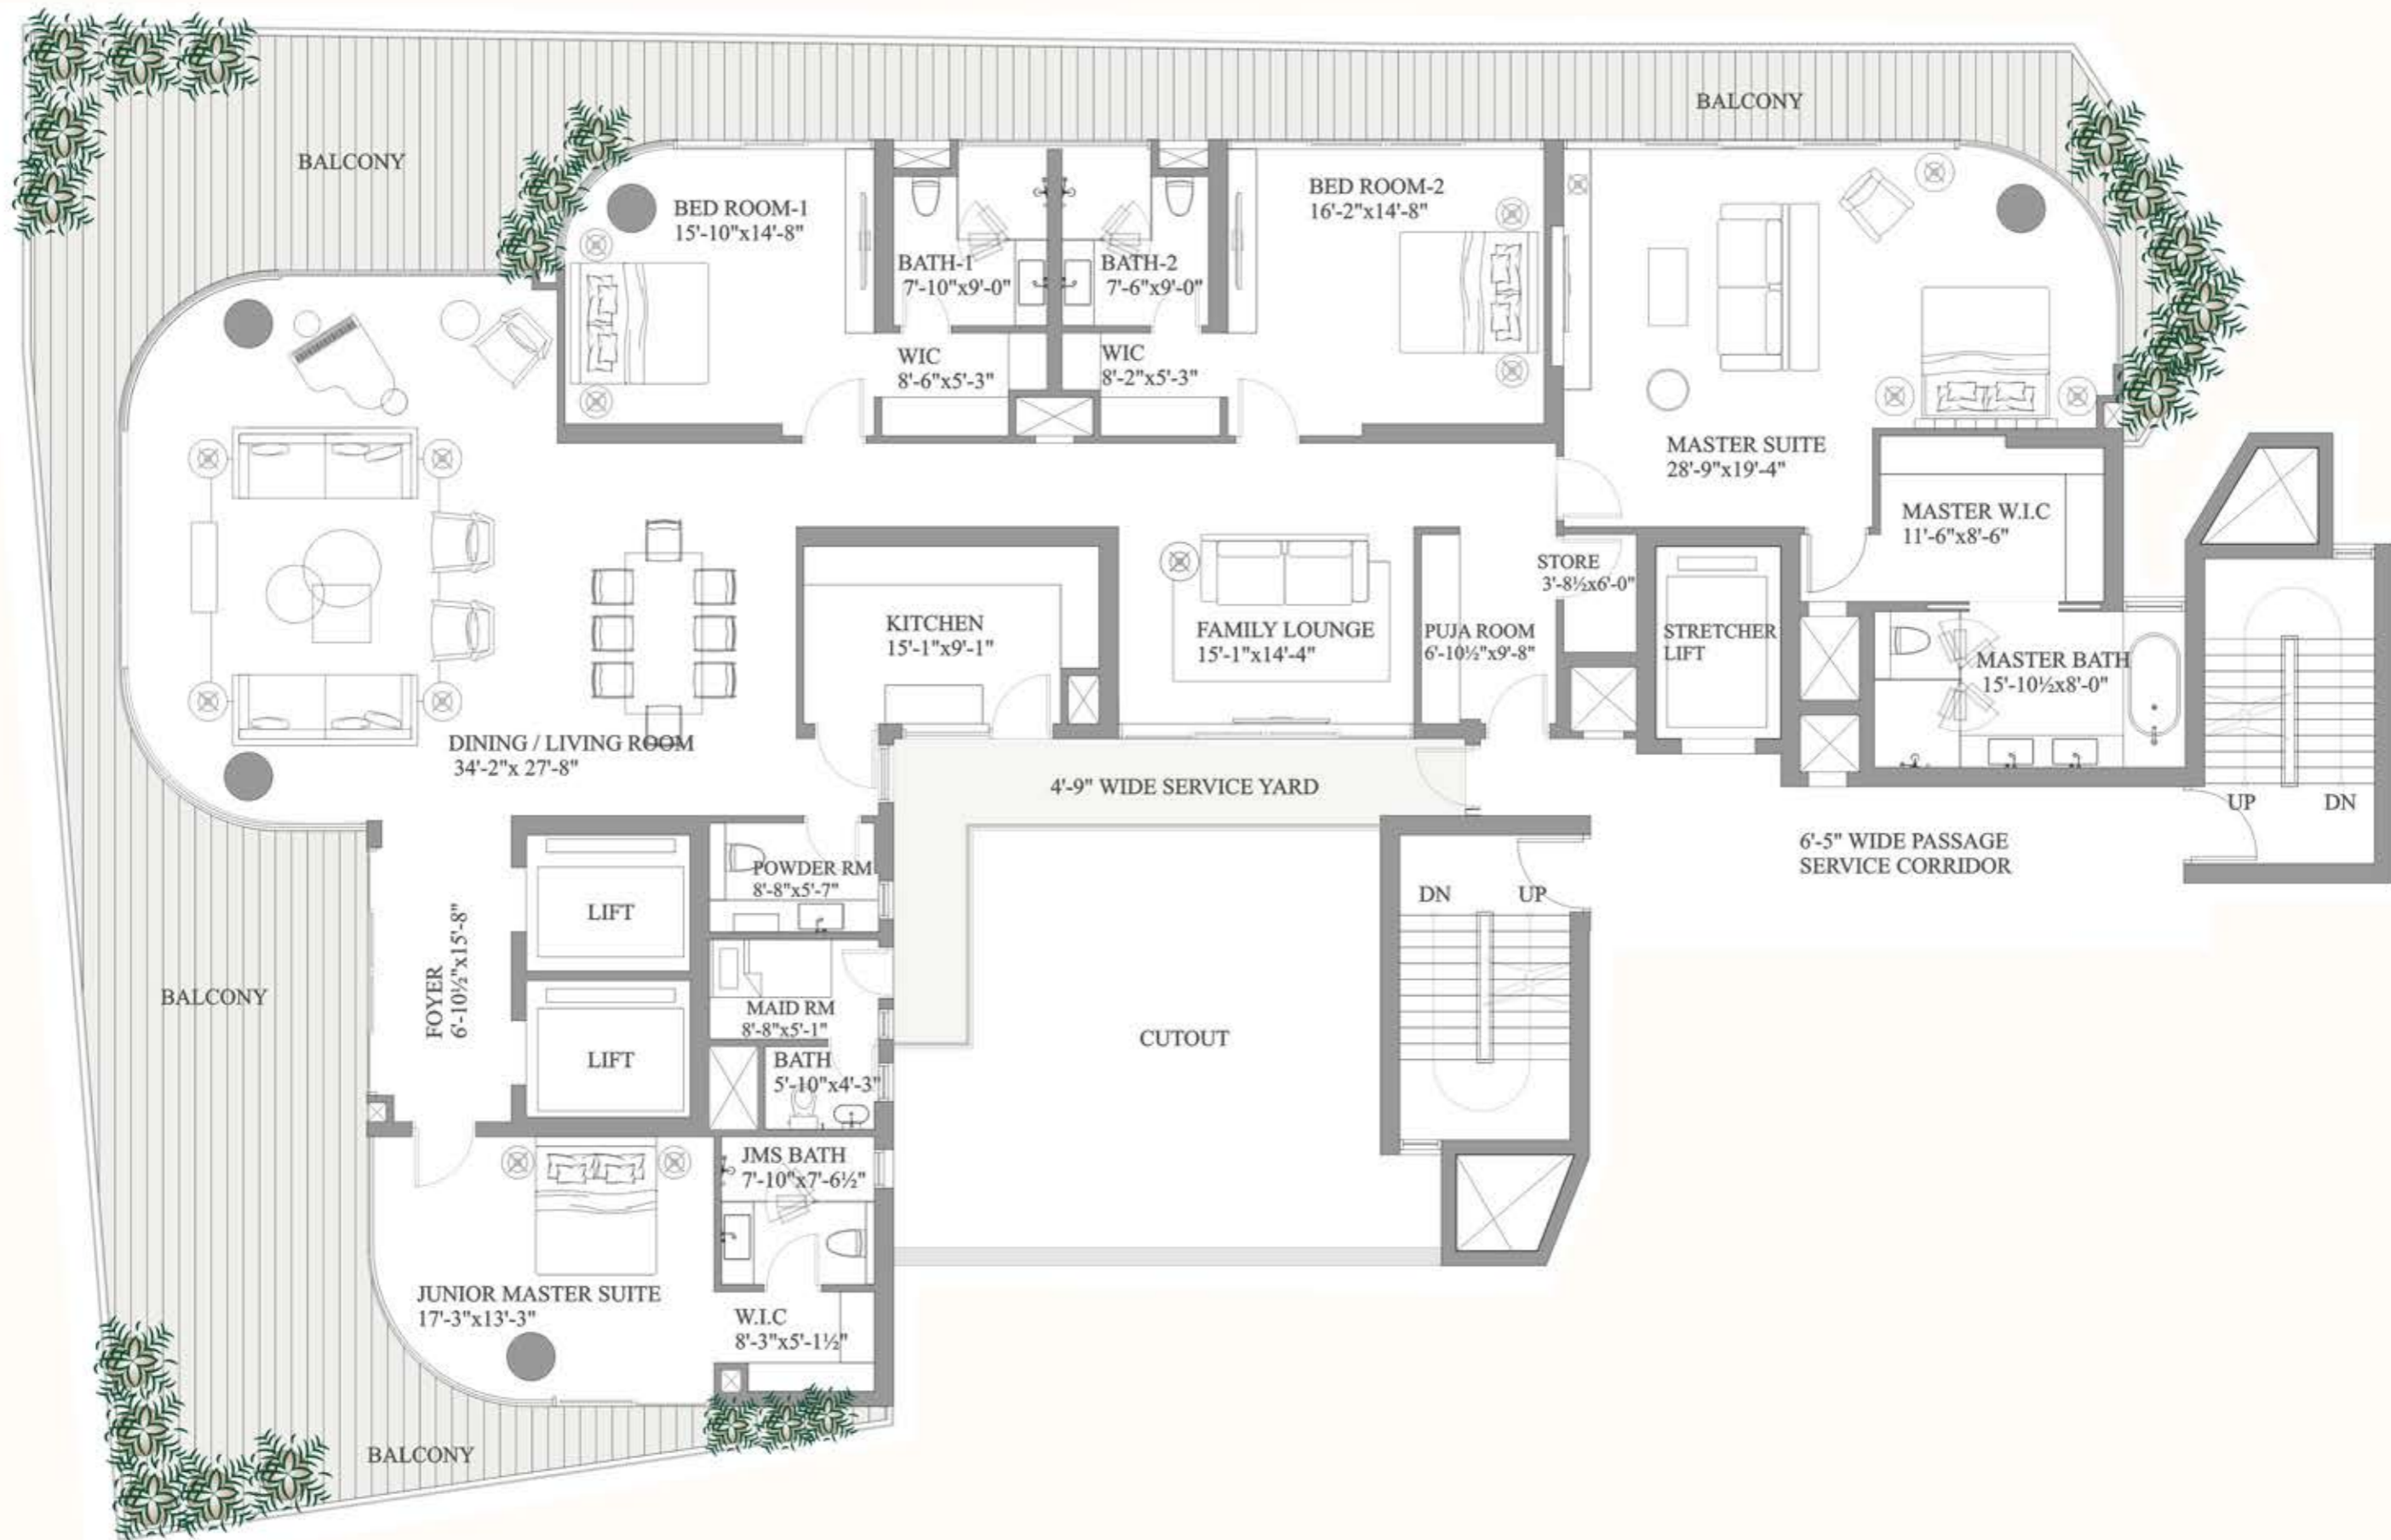 BALCONY
BALCONY
BED ROOM-1
15'-10"x14'-8"
BATH-1
7'-10"x9'-0"
BATH-2
7'-6"x9'-0"
BED ROOM-2
16'-2"x14'-8"
WIC
8'-6"x5'-3"
WIC
8'-2"x5'-3"
MASTER SUITE
28'-9"x19'-4"
MASTER W.I.C
11'-6"x8'-6"
STORE
3'-8½x6'-0"
KITCHEN
15'-1"x9'-1"
FAMILY LOUNGE
15'-1"x14'-4"
PUJA ROOM
6'-10½"x9'-8"
STRETCHER
LIFT
MASTER BATH
15'-10½x8'-0"
DINING / LIVING ROOM
34'-2"x 27'-8"
4'-9" WIDE SERVICE YARD
UP
DN
6'-5" WIDE PASSAGE
SERVICE CORRIDOR
POWDER RM
8'-8"x5'-7"
LIFT
DN
UP
FOYER
6'-10½"x15'-8"
BALCONY
MAID RM
8'-8"x5'-1"
LIFT
BATH
5'-10"x4'-3"
CUTOUT
JMS BATH
7'-10"x7'-6½"
JUNIOR MASTER SUITE
17'-3"x13'-3"
W.I.C
8'-3"x5'-1½"
BALCONY